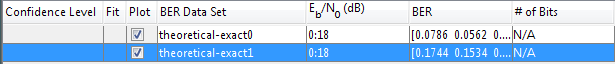 Confidence Level Fit Plot BER Data Set Eb/N0 (dB) BER # of Bits
theoretical-exact0 0:18 [0.0786 0.0562 0.... N/A
theoretical-exact1 0:18 [0.1744 0.1534 0.... N/A